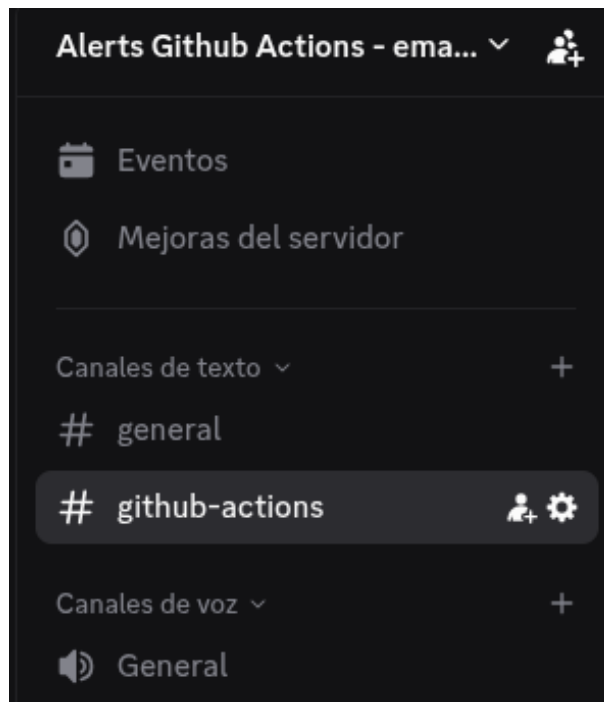 Alerts Github Actions - ema...
Eventos
Mejoras del servidor
Canales de texto
# general
# github-actions
Canales de voz
General